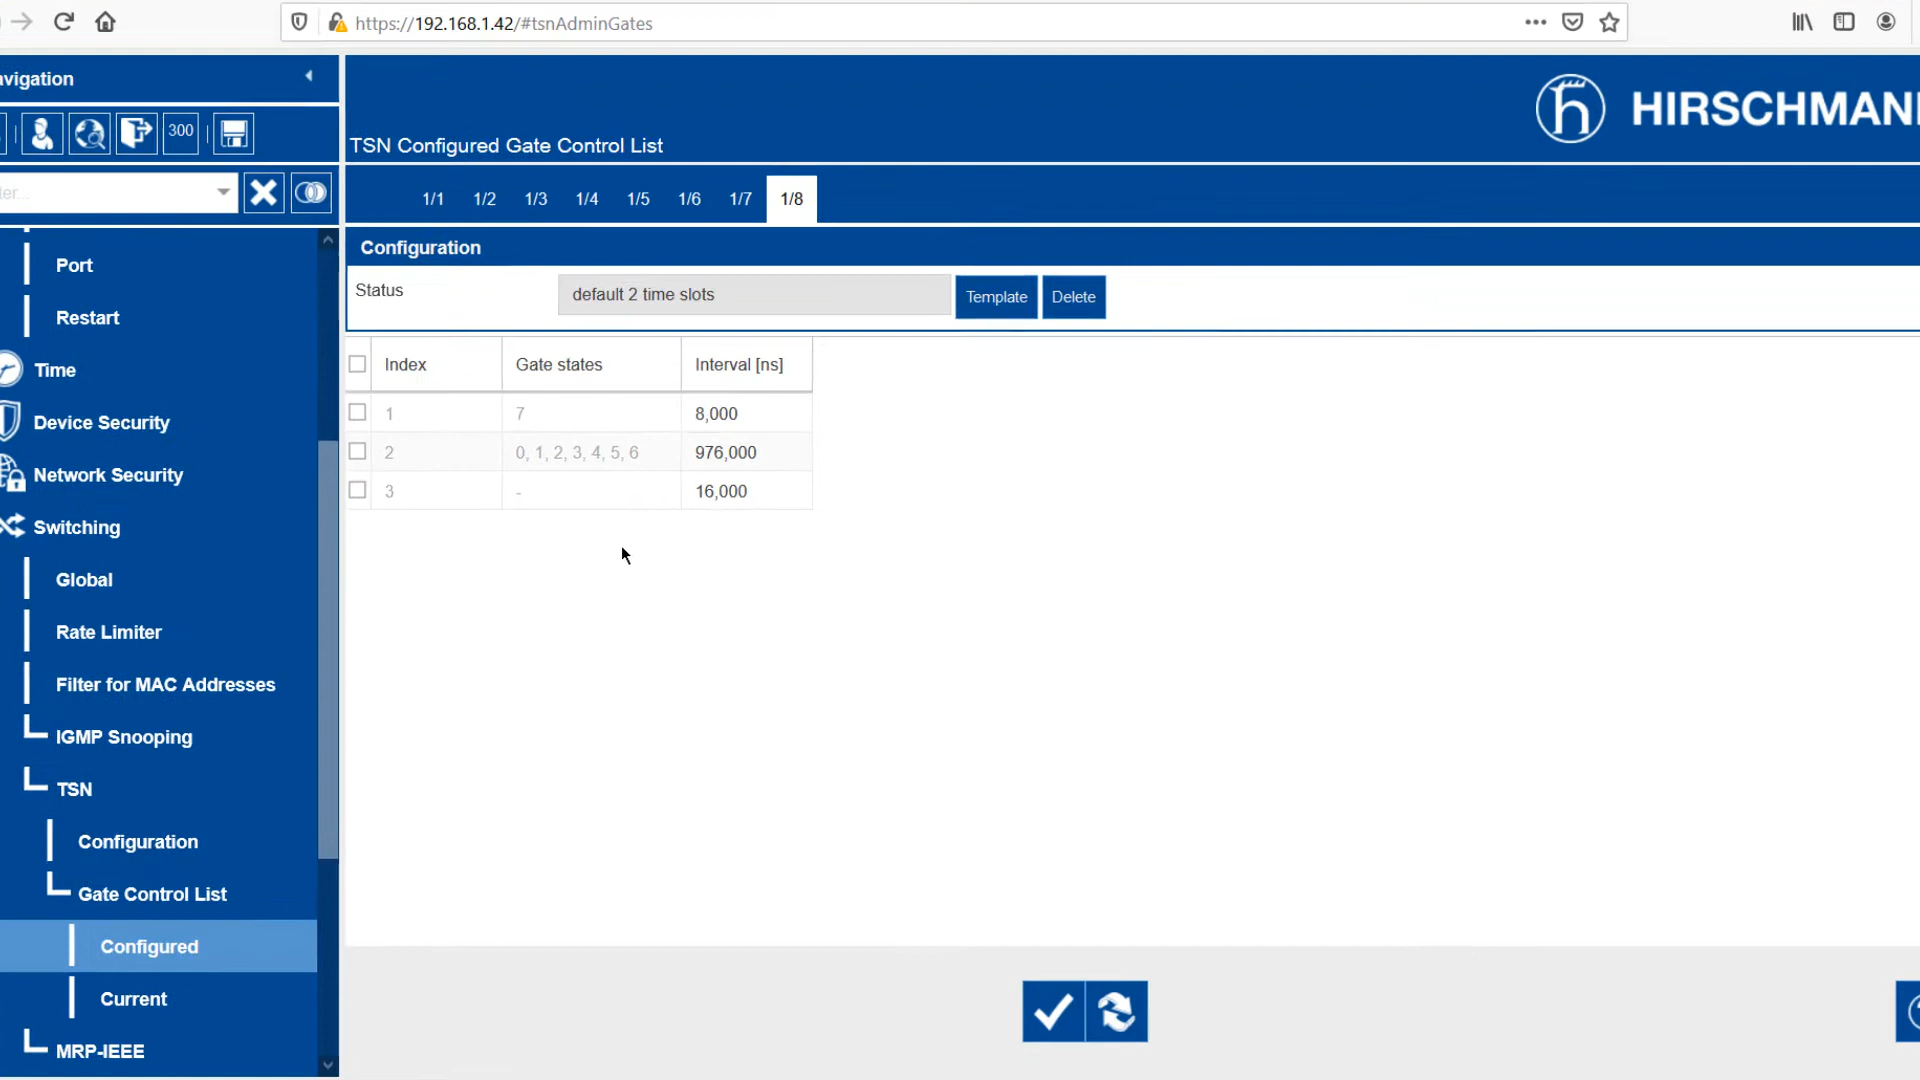 https://192.168.1.42/#tsnAdminGates
avigation
300
HIRSCHMAN
TSN Configured Gate Control List
ter...
1/1 1/2 1/3 1/4 1/5 1/6 1/7 1/8
Configuration
Status default 2 time slots Template Delete
Index Gate states Interval [ns]
1 7 8,000
2 0, 1, 2, 3, 4, 5, 6 976,000
3 - 16,000
Port
Restart
Time
Device Security
Network Security
Switching
Global
Rate Limiter
Filter for MAC Addresses
IGMP Snooping
TSN
Configuration
Gate Control List
Configured
Current
MRP-IEEE